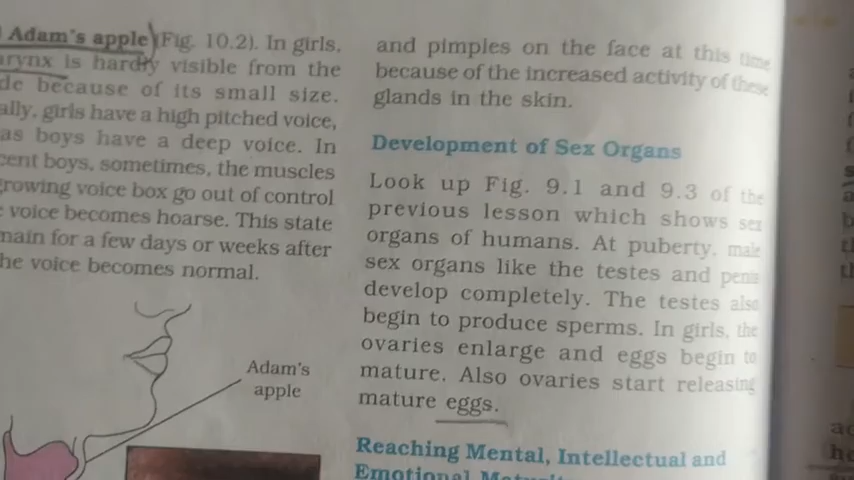 Adam's apple (Fig. 10.2). In girls,
is hardly visible from the
because of its small size.
girls have a high pitched voice,
as boys have a deep voice. In
boys, sometimes, the muscles
growing voice box go out of control
voice becomes hoarse. This state
for a few days or weeks after
he voice becomes normal.
Adam's
apple
and pimples on the face at this time
because of the increased activity of these
glands in the skin.
Development of Sex Organs
Look up Fig. 9.1 and 9.3 of the
previous lesson which shows sex
organs of humans. At puberty, male
sex organs like the testes and penis
develop completely. The testes also
begin to produce sperms. In girls, the
ovaries enlarge and eggs begin to
mature. Also ovaries start releasing
mature eggs.
Reaching Mental, Intellectual and
Emotional